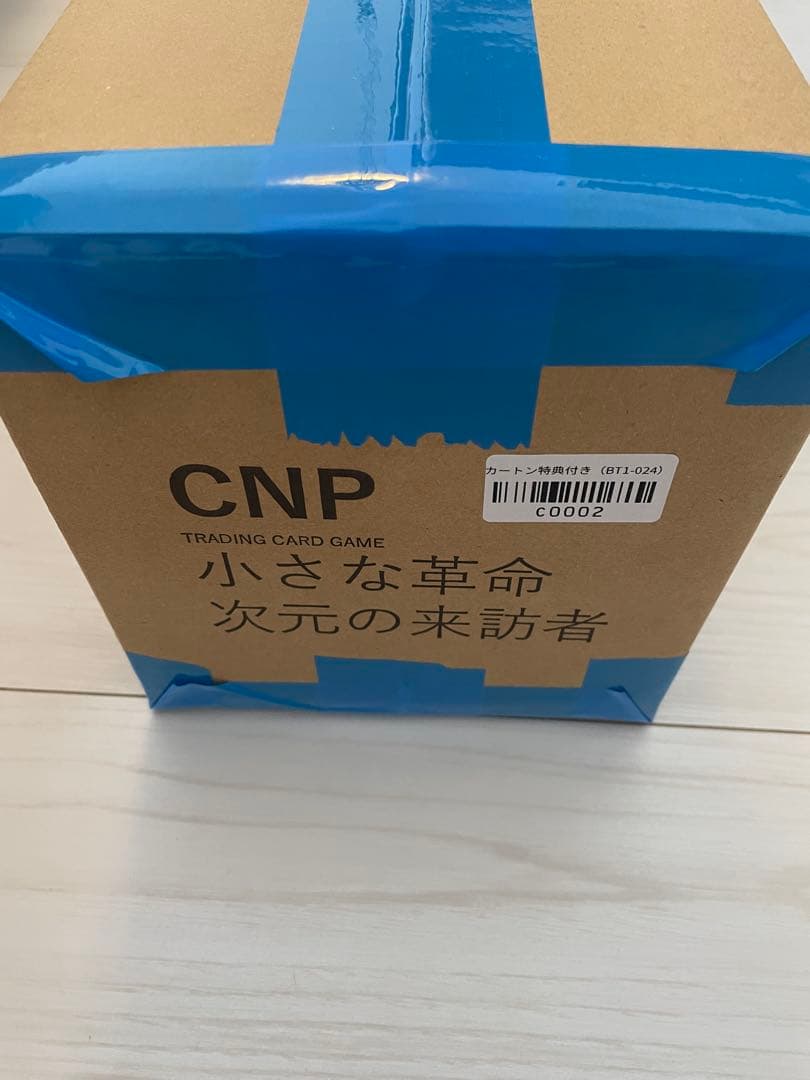 CNP
TRADING CARD GAME
小さな革命
次元の来訪者
カートン特典付き（BT1-024）
C0002